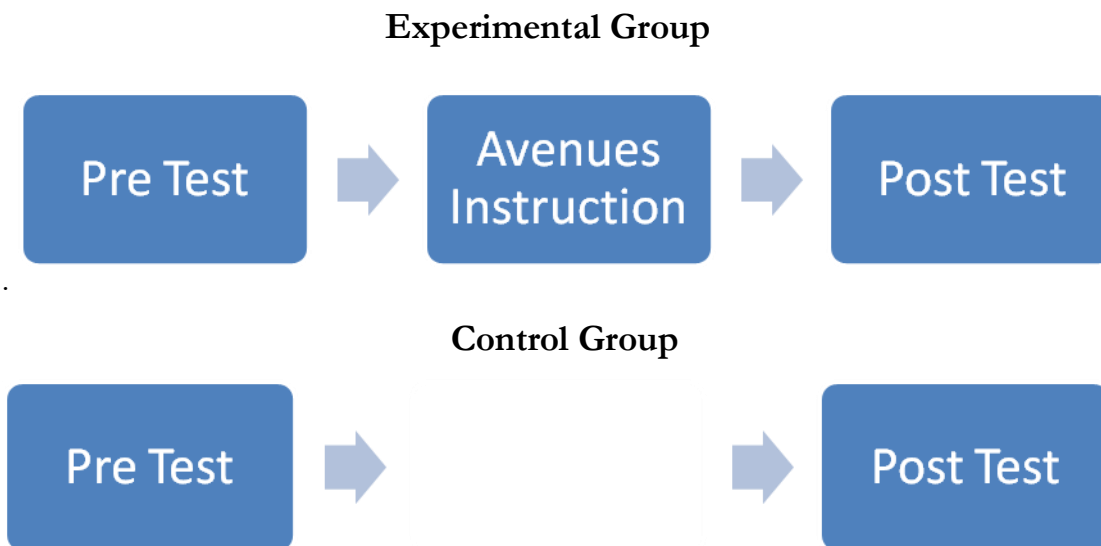 Experimental Group
Pre Test
Avenues
Instruction
Post Test
.
Control Group
Pre Test
Post Test